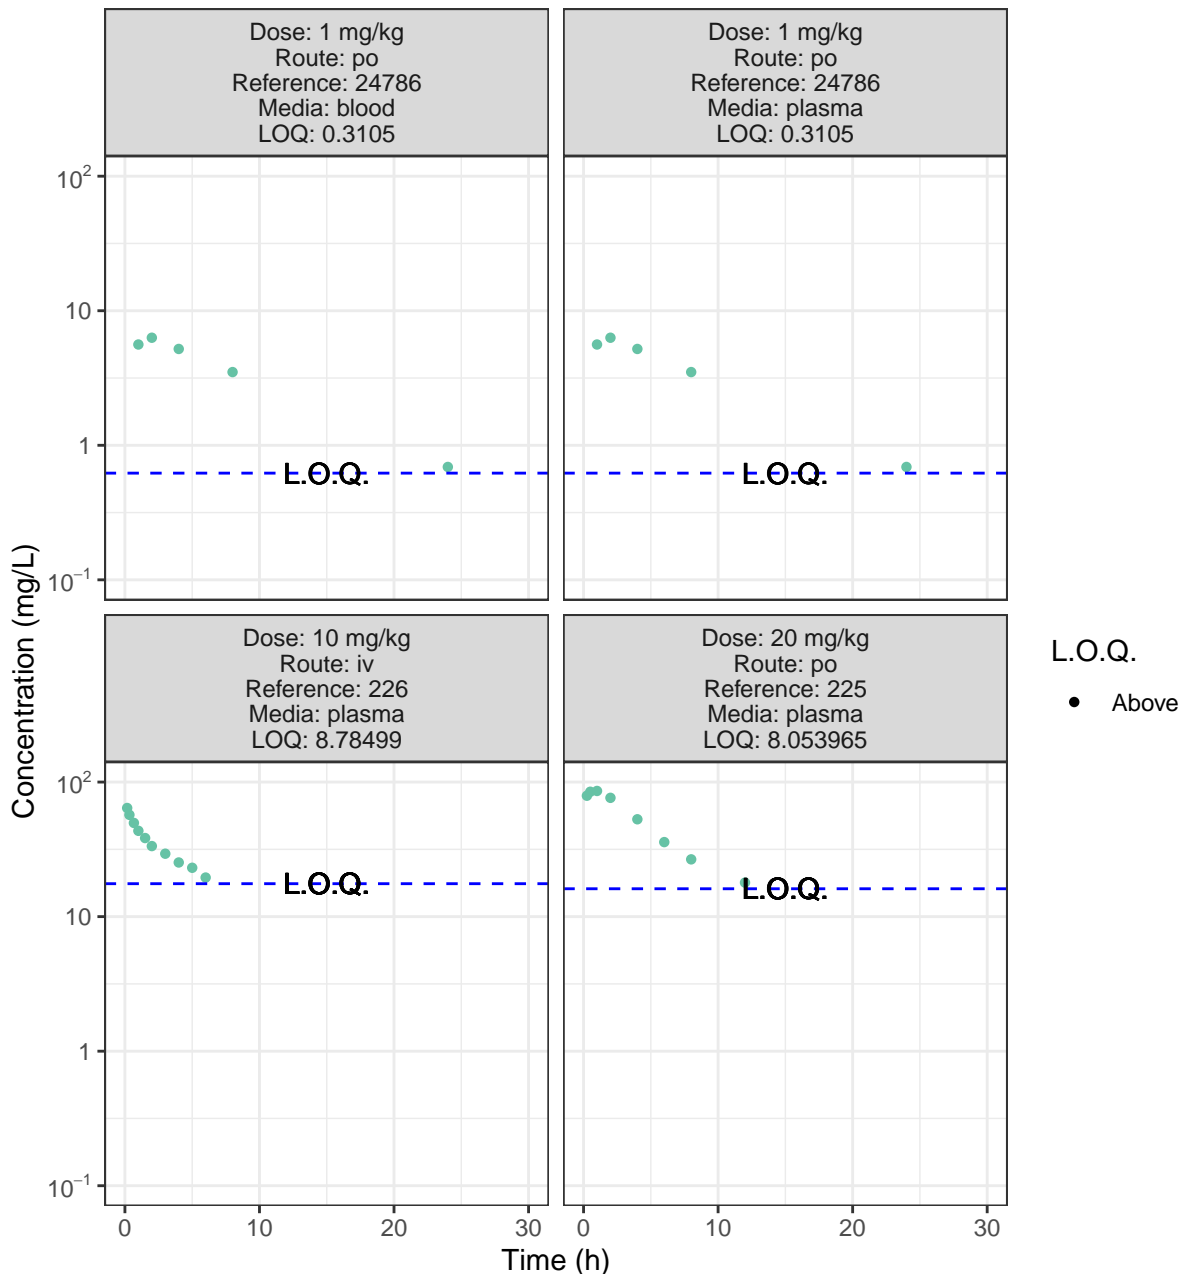 Dose: 1 mg/kg
Route: po
Reference: 24786
Media: blood
LOQ: 0.3105
Dose: 1 mg/kg
Route: po
Reference: 24786
Media: plasma
LOQ: 0.3105
10²
10
1
10⁻¹
L.O.Q.
L.O.Q.
Concentration (mg/L)
Dose: 10 mg/kg
Route: iv
Reference: 226
Media: plasma
LOQ: 8.78499
Dose: 20 mg/kg
Route: po
Reference: 225
Media: plasma
LOQ: 8.053965
10²
10
1
10⁻¹
L.O.Q.
L.O.Q.
0 10 20 30
0 10 20 30
Time (h)
L.O.Q.
Above